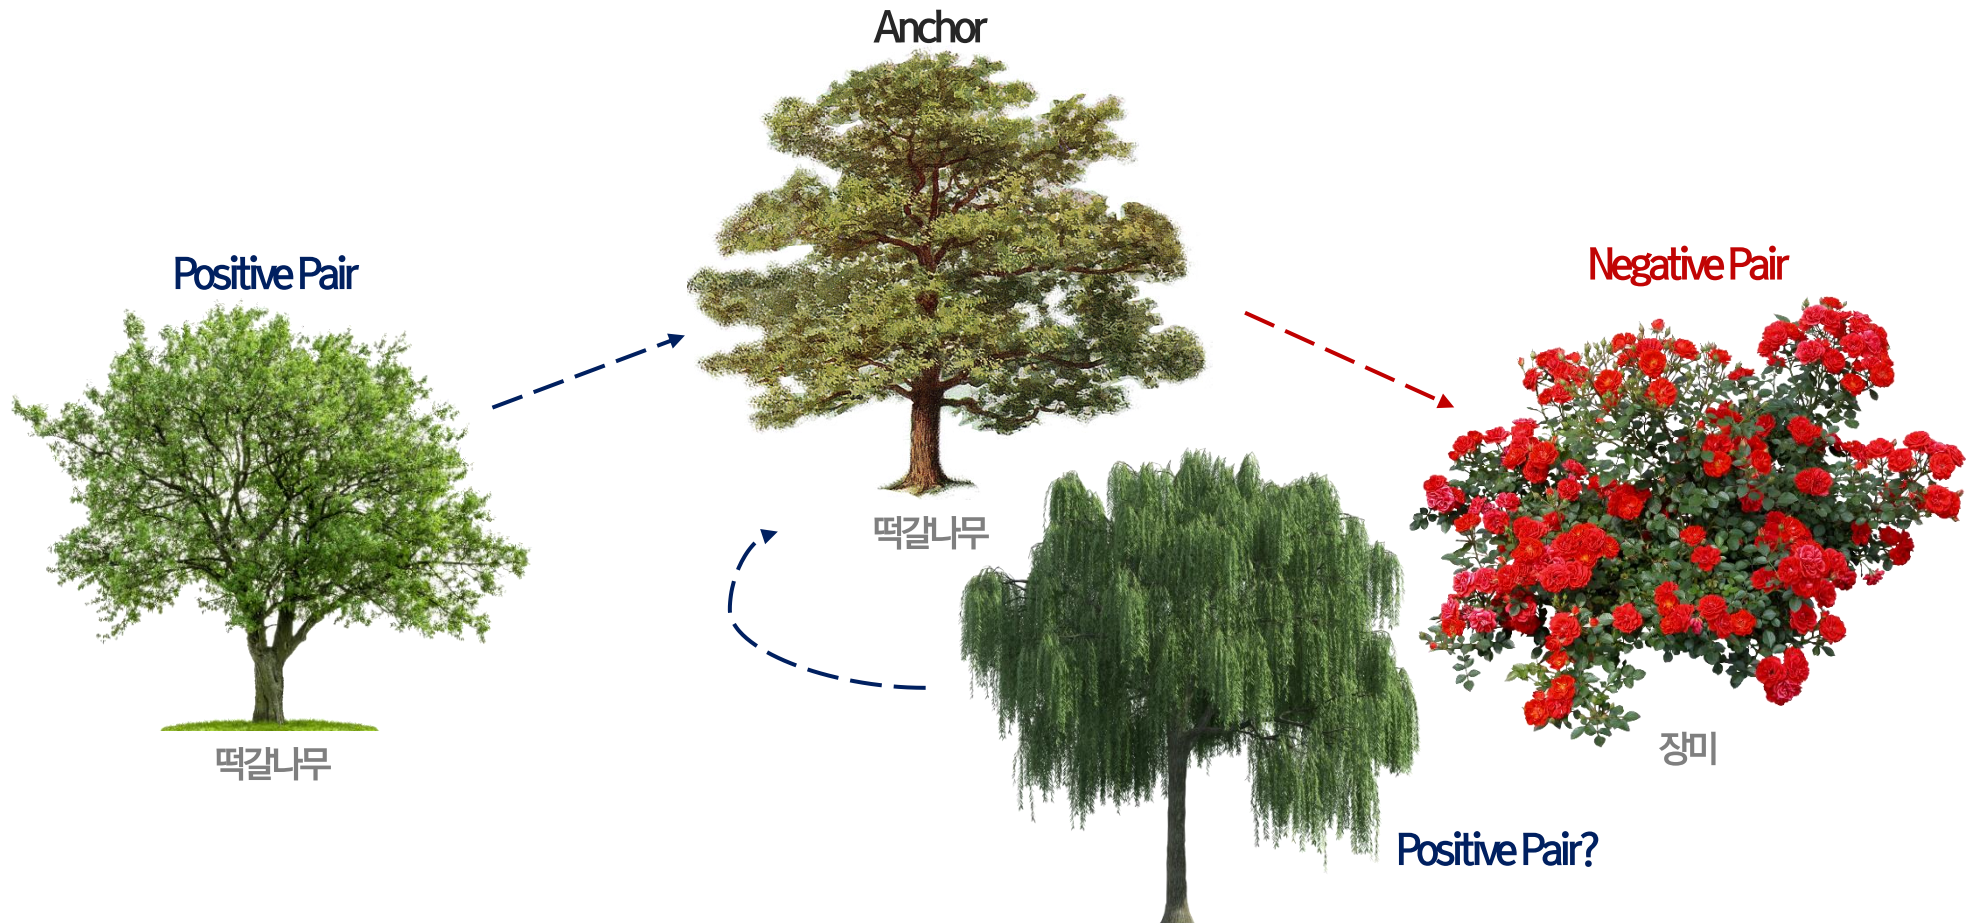 Anchor
Positive Pair
Negative Pair
떡갈나무
떡갈나무
장미
Positive Pair?